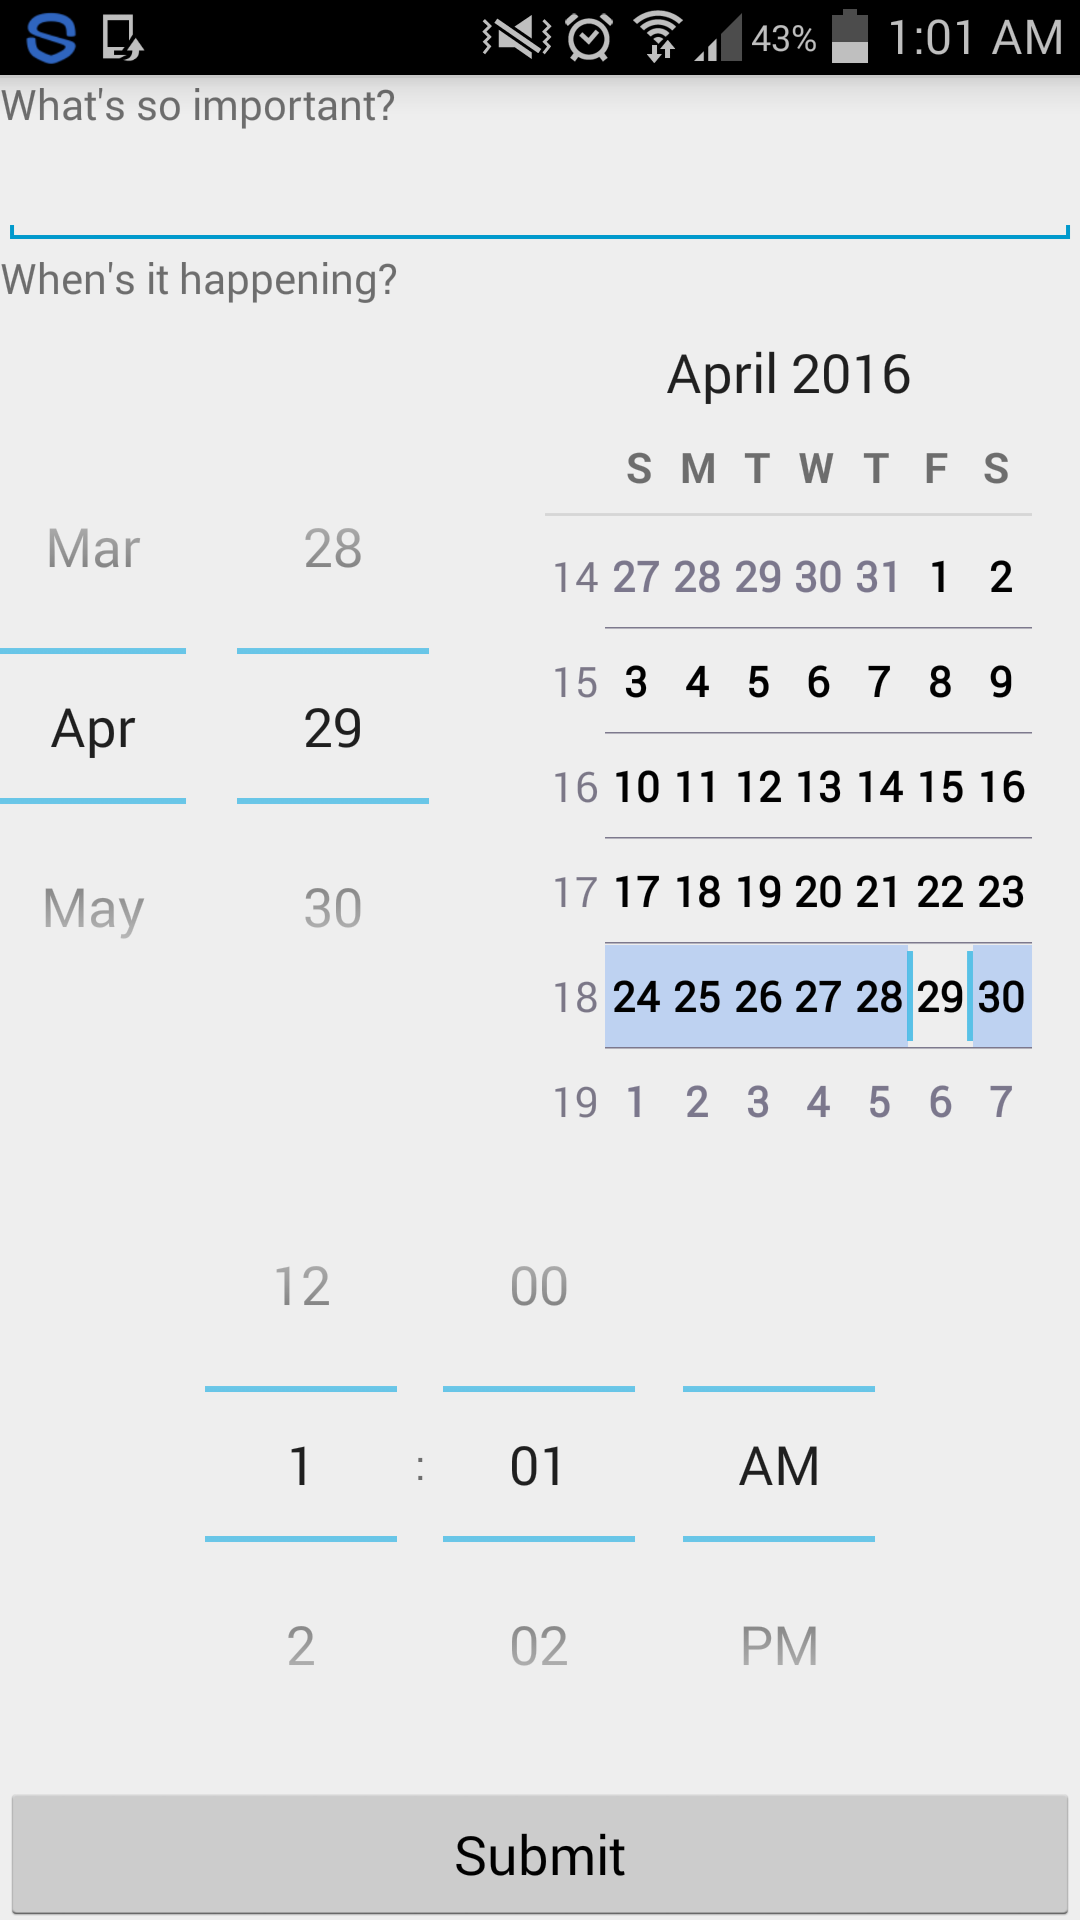 43% 1:01 AM
What's so important?
When's it happening?
April 2016
S M T W T F S
14 27 28 29 30 31 1 2
15 3 4 5 6 7 8 9
16 10 11 12 13 14 15 16
17 17 18 19 20 21 22 23
18 24 25 26 27 28 29 30
19 1 2 3 4 5 6 7
Mar 28
Apr 29
May 30
12 00
1 : 01 AM
2 02 PM
Submit